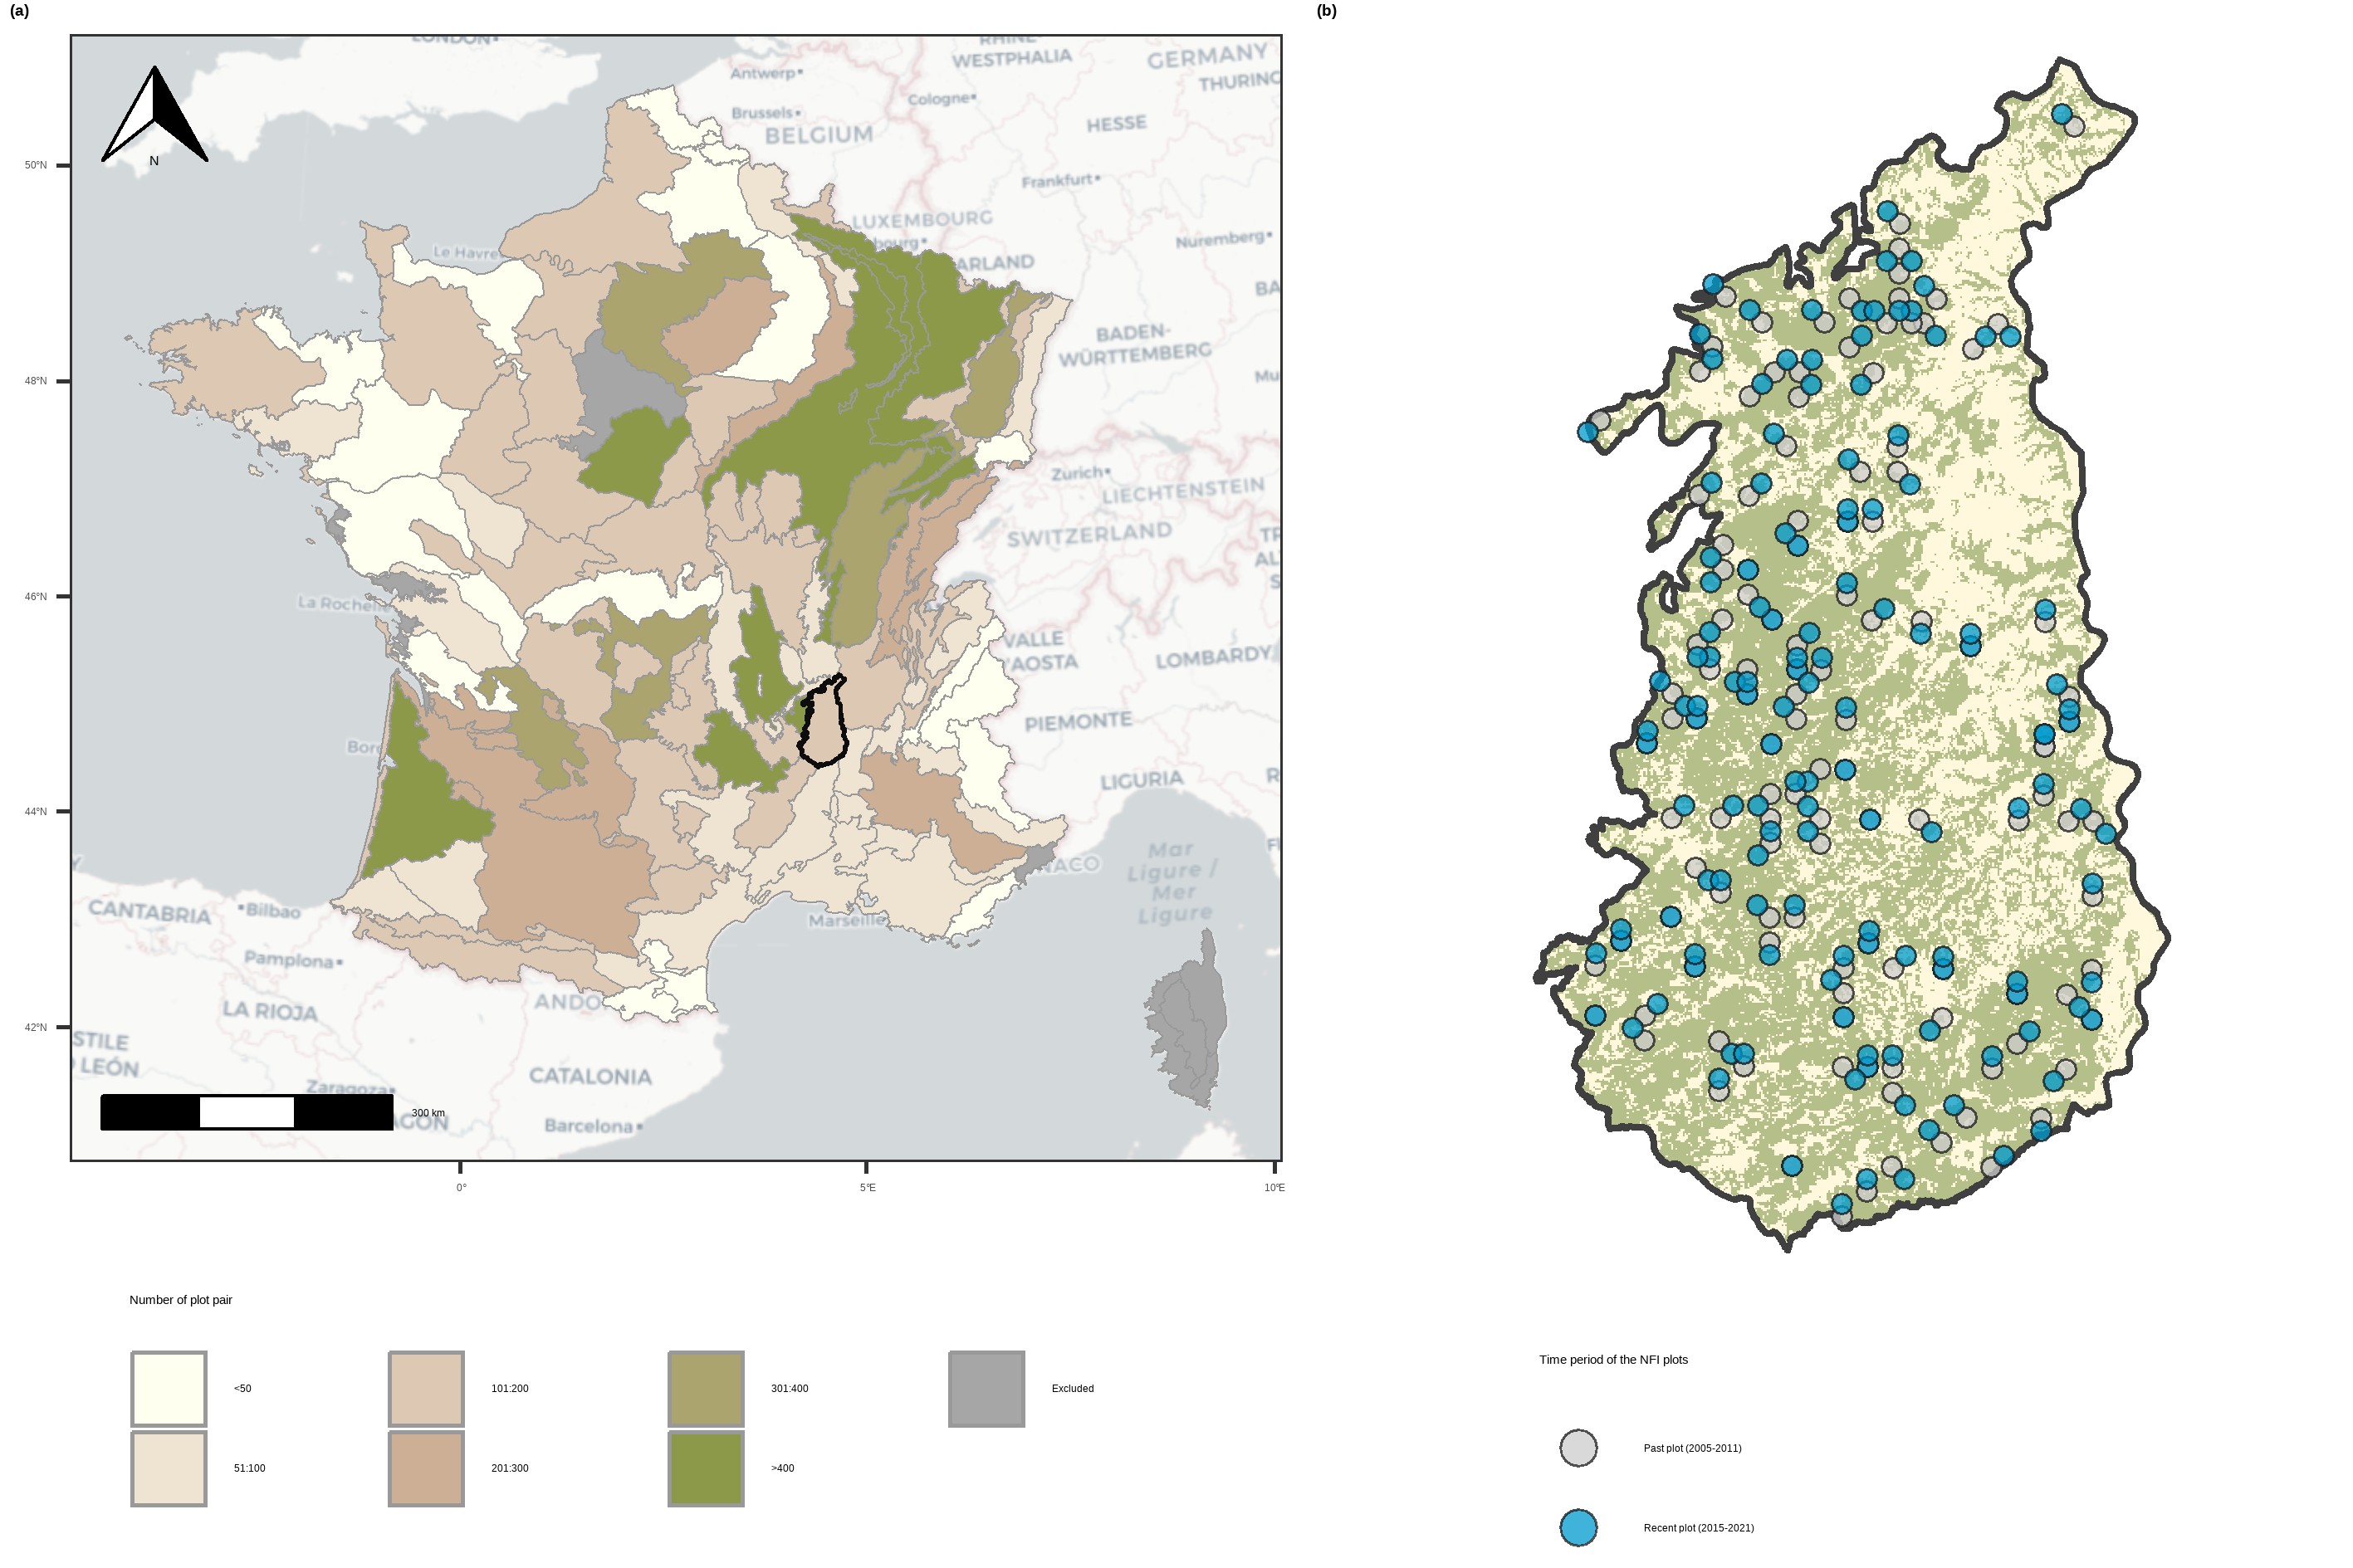 (a)
(b)
LONDON
RHINE-
WESTPHALIA
GERMANY
THURING
Antwerp
Cologne
Brussels
BELGIUM
HESSE
N
50°N
Frankfurt
LUXEMBOURG
bourg
Nuremberg
Le Havre
ARLAND
BA
BADEN-
WÜRTTEMBERG
48°N
Mu
Zurich
LIECHTENSTEIN
SWITZERLAND
TR
AL
S
46°N
La Rochelle
VALLE
'AOSTA
LOMBARDY
PIEMONTE
Bord
LIGURIA
R
44°N
Mar
Ligure /
Mer
Ligure
NACO
CANTABRIA
Bilbao
Marseille
Pamplona
ANDO
LA RIOJA
42°N
STILE
LEÓN
CATALONIA
Zaragoza
AGON
300 km
Barcelona
0°
5°E
10°E
Number of plot pair
<50
101:200
301:400
Excluded
51:100
201:300
>400
Time period of the NFI plots
Past plot (2005-2011)
Recent plot (2015-2021)